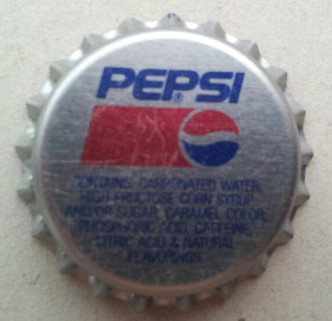 PEPSI
®
CONTAINS: CARBONATED WATER,
HIGH FRUCTOSE CORN SYRUP
AND/OR SUGAR, CARAMEL COLOR,
PHOSPHORIC ACID, CAFFEINE,
CITRIC ACID & NATURAL
FLAVORINGS